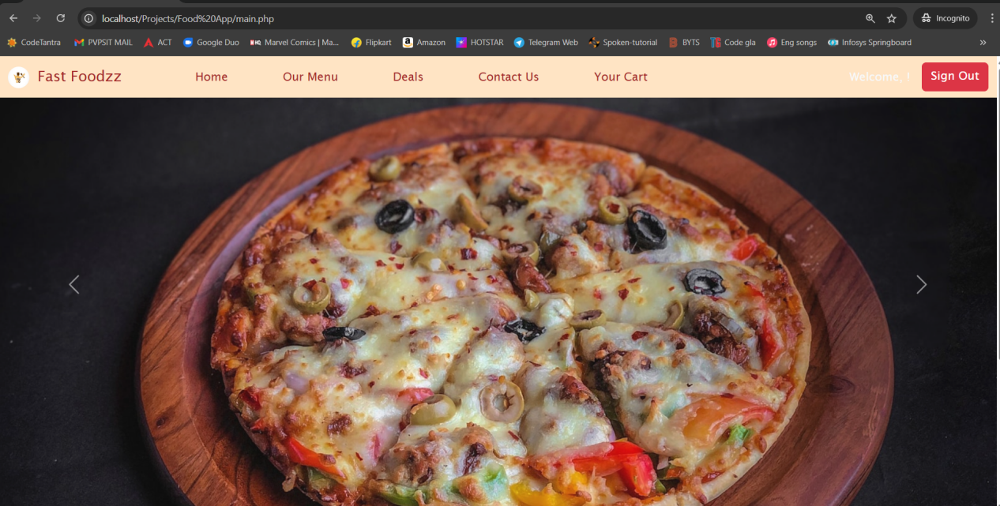 localhost/Projects/Food%20App/main.php
Incognito
CodeTantra PVPSIT MAIL ACT Google Duo HQ Marvel Comics | Ma... Flipkart a Amazon HOTSTAR Telegram Web Spoken-tutorial B BYTS Code gla Eng songs Infosys Springboard »
Fast Foodzz Home Our Menu Deals Contact Us Your Cart Welcome, ! Sign Out